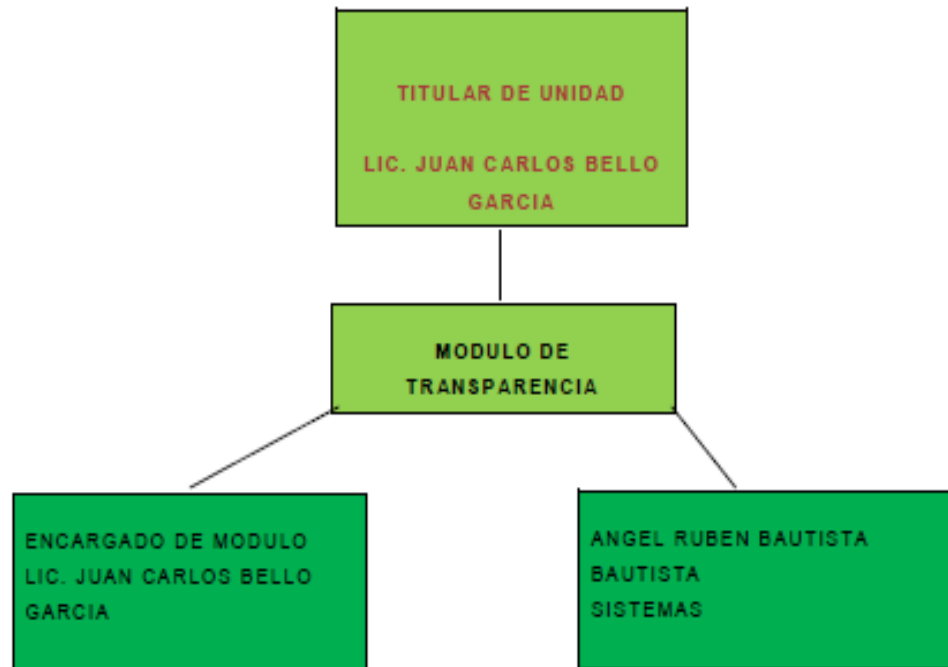 TITULAR DE UNIDAD
LIC. JUAN CARLOS BELLO
GARCIA
MODULO DE
TRANSPARENCIA
ENCARGADO DE MODULO
LIC. JUAN CARLOS BELLO
GARCIA
ANGEL RUBEN BAUTISTA
BAUTISTA
SISTEMAS